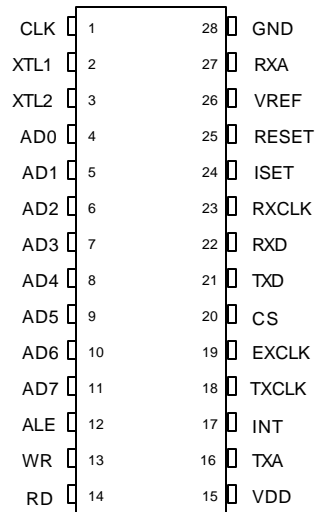 CLK 1 28 GND
XTL1 2 27 RXA
XTL2 3 26 VREF
AD0 4 25 RESET
AD1 5 24 ISET
AD2 6 23 RXCLK
AD3 7 22 RXD
AD4 8 21 TXD
AD5 9 20 CS
AD6 10 19 EXCLK
AD7 11 18 TXCLK
ALE 12 17 INT
WR 13 16 TXA
RD 14 15 VDD